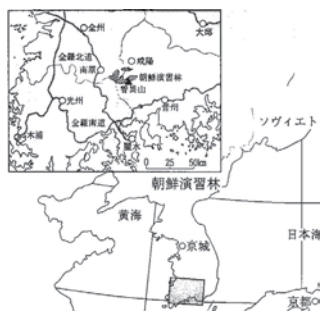 全州
大邱
全羅北道
咸陽
南原
朝鮮演習林
智異山
光州
晋州
全羅南道
木浦
麗水
0 25 50km
ソヴィエト
朝鮮演習林
黄海
京城
日本海
京都